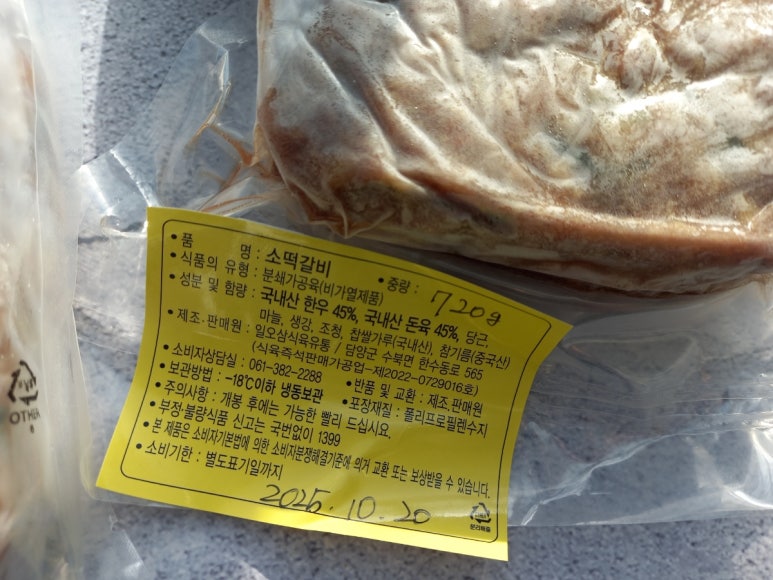 • 품 명 : 소떡갈비
• 식품의 유형 : 분쇄가공육(비가열제품) • 중량 : 720g
• 성분 및 함량 : 국내산 한우 45%, 국내산 돈육 45%, 당근,
마늘, 생강, 조청, 찹쌀가루(국내산), 참기름(중국산)
• 제조·판매원 : 일오삼식육유통 / 담양군 수북면 한수동로 565
(식육즉석판매가공업-제2022-0729016호)
• 소비자상담실 : 061-382-2288 • 반품 및 교환 : 제조.판매원
• 보관방법 : -18℃이하 냉동보관 • 포장재질 : 폴리프로필렌수지
• 주의사항 : 개봉 후에는 가능한 빨리 드십시요.
• 부정·불량식품 신고는 국번없이 1399
• 본 제품은 소비자기본법에 의한 소비자분쟁해결기준에 의거 교환 또는 보상받을 수 있습니다.
• 소비기한 : 별도표기일까지
2025.10.20
분리배출
OTHER